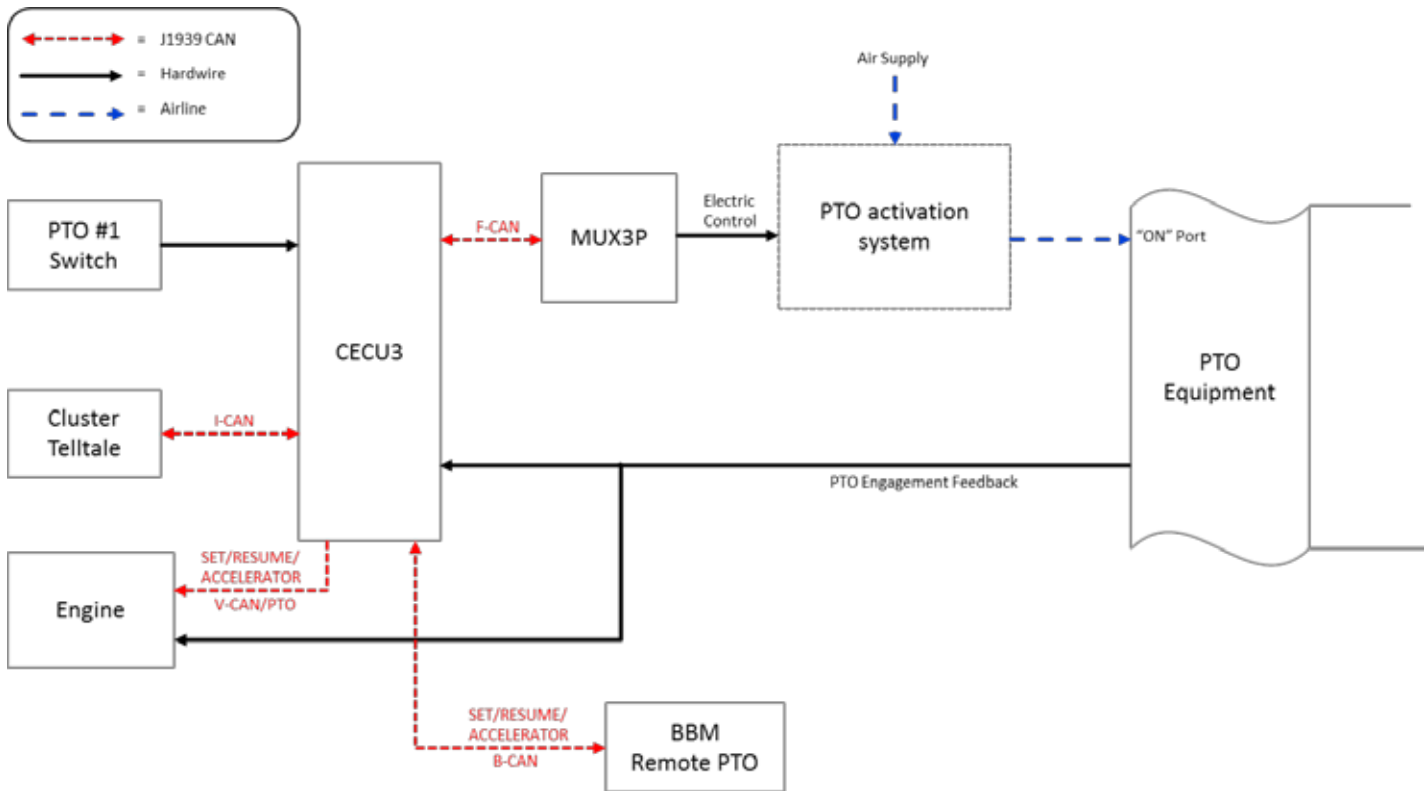 = J1939 CAN
= Hardwire
= Airline
Air Supply
PTO #1
Switch
CECU3
F-CAN
MUX3P
Electric
Control
PTO activation
system
"ON" Port
PTO
Equipment
Cluster
Telltale
I-CAN
PTO Engagement Feedback
Engine
SET/RESUME/
ACCELERATOR
V-CAN/PTO
SET/RESUME/
ACCELERATOR
B-CAN
BBM
Remote PTO